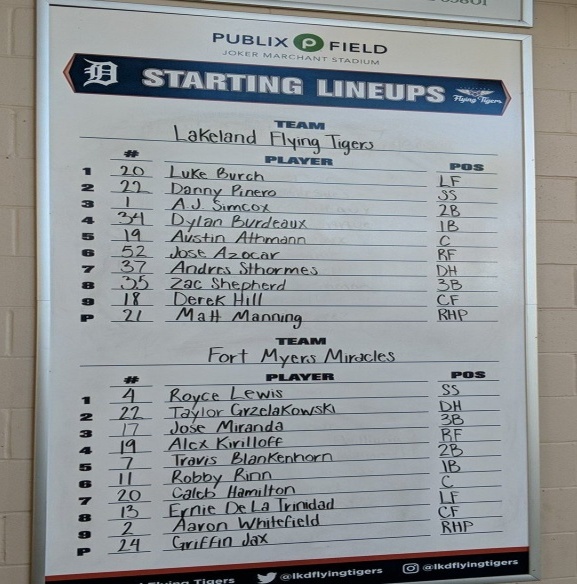 PUBLIX P FIELD
JOKER MARCHANT STADIUM
D STARTING LINEUPS Flying Tigers
TEAM
Lakeland Flying Tigers
# PLAYER POS
1 20 Luke Burch LF
2 22 Danny Pinero SS
3 1 A.J. Simcox 2B
4 34 Dylan Burdeaux 1B
5 19 Austin Athmann C
6 52 Jose Azocar RF
7 37 Andres Sthormes DH
8 35 Zac Shepherd 3B
9 18 Derek Hill CF
P 21 Matt Manning RHP
TEAM
Fort Myers Miracles
# PLAYER POS
1 4 Royce Lewis SS
2 22 Taylor Grzelakowski DH
3 17 Jose Miranda 3B
4 19 Alex Kirilloff RF
5 7 Travis Blankenhorn 2B
6 11 Robby Rinn 1B
7 20 Caleb Hamilton C
8 13 Ernie De La Trinidad LF
9 2 Aaron Whitefield CF
P 24 Griffin Jax RHP
Flying Tigers @lkdflyingtigers @lkdflyingtigers